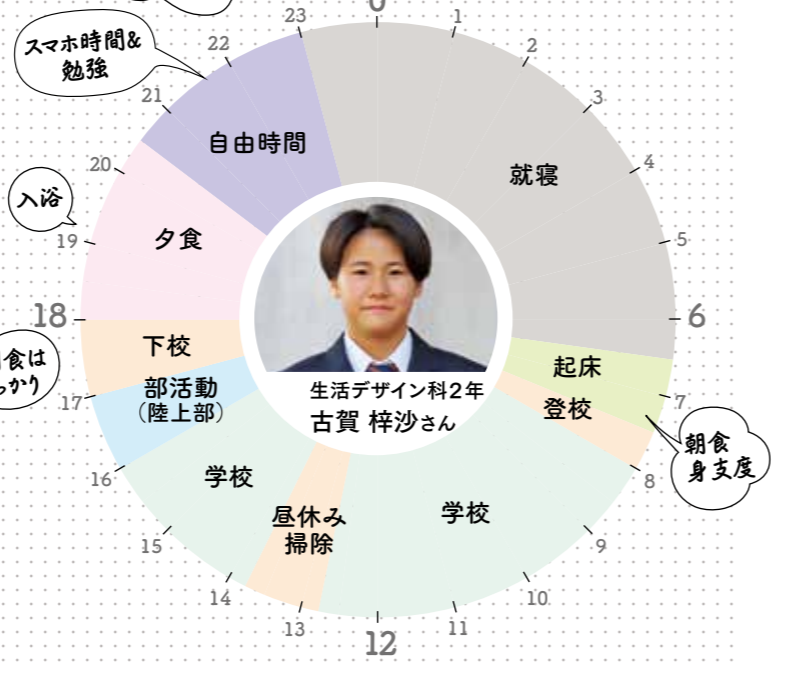 0
1
2
3
4
5
6
7
8
9
10
11
12
13
14
15
16
17
18
19
20
21
22
23
就寝
起床
登校
朝食
身支度
学校
昼休み
掃除
学校
部活動
（陸上部）
下校
夕食
入浴
自由時間
スマホ時間&
勉強
食は
かり
生活デザイン科2年
古賀 梓沙さん